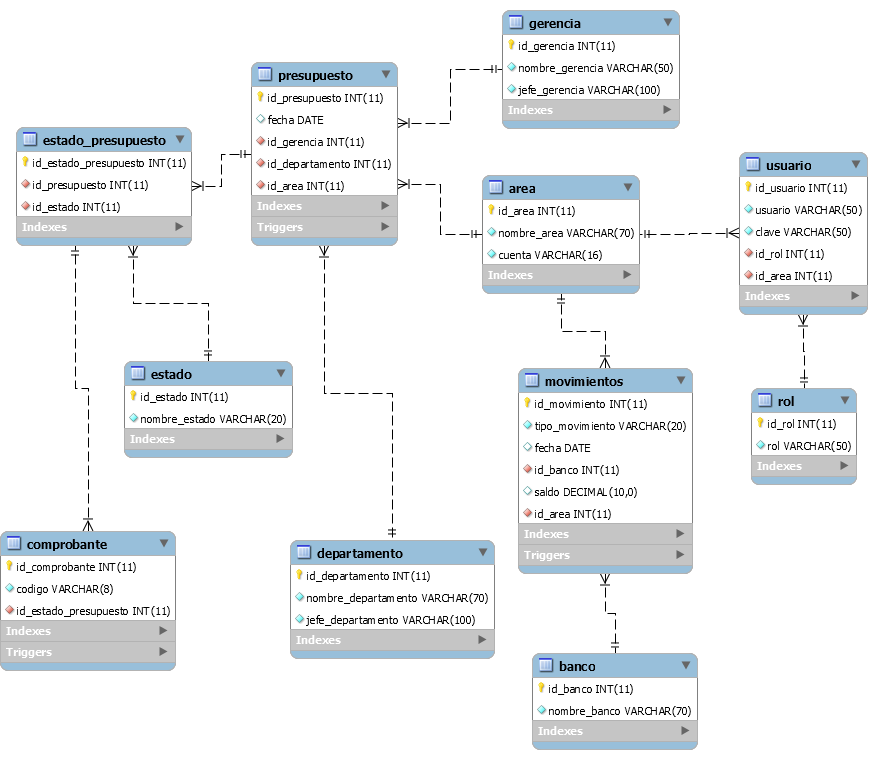 gerencia
id_gerencia INT(11)
nombre_gerencia VARCHAR(50)
jefe_gerencia VARCHAR(100)
Indexes
presupuesto
id_presupuesto INT(11)
fecha DATE
id_gerencia INT(11)
id_departamento INT(11)
id_area INT(11)
Indexes
Triggers
estado_presupuesto
id_estado_presupuesto INT(11)
id_presupuesto INT(11)
id_estado INT(11)
Indexes
area
id_area INT(11)
nombre_area VARCHAR(70)
cuenta VARCHAR(16)
Indexes
usuario
id_usuario INT(11)
usuario VARCHAR(50)
clave VARCHAR(50)
id_rol INT(11)
id_area INT(11)
Indexes
estado
id_estado INT(11)
nombre_estado VARCHAR(20)
Indexes
movimientos
id_movimiento INT(11)
tipo_movimiento VARCHAR(20)
fecha DATE
id_banco INT(11)
saldo DECIMAL(10,0)
id_area INT(11)
Indexes
Triggers
rol
id_rol INT(11)
rol VARCHAR(50)
Indexes
comprobante
id_comprobante INT(11)
codigo VARCHAR(8)
id_estado_presupuesto INT(11)
Indexes
Triggers
departamento
id_departamento INT(11)
nombre_departamento VARCHAR(70)
jefe_departamento VARCHAR(100)
Indexes
banco
id_banco INT(11)
nombre_banco VARCHAR(70)
Indexes